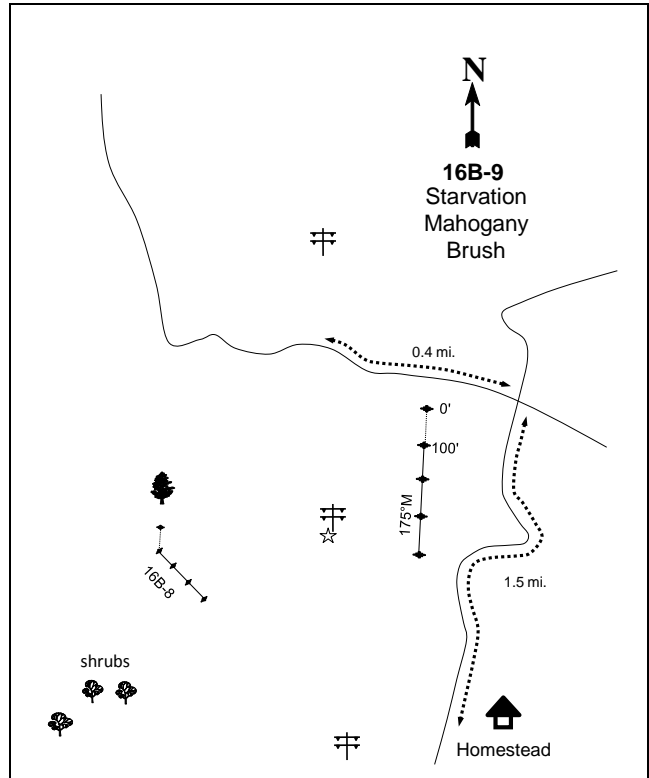 N
16B-9
Starvation
Mahogany
Brush
0.4 mi.
0'
100'
175°M
16B-8
1.5 mi.
shrubs
Homestead